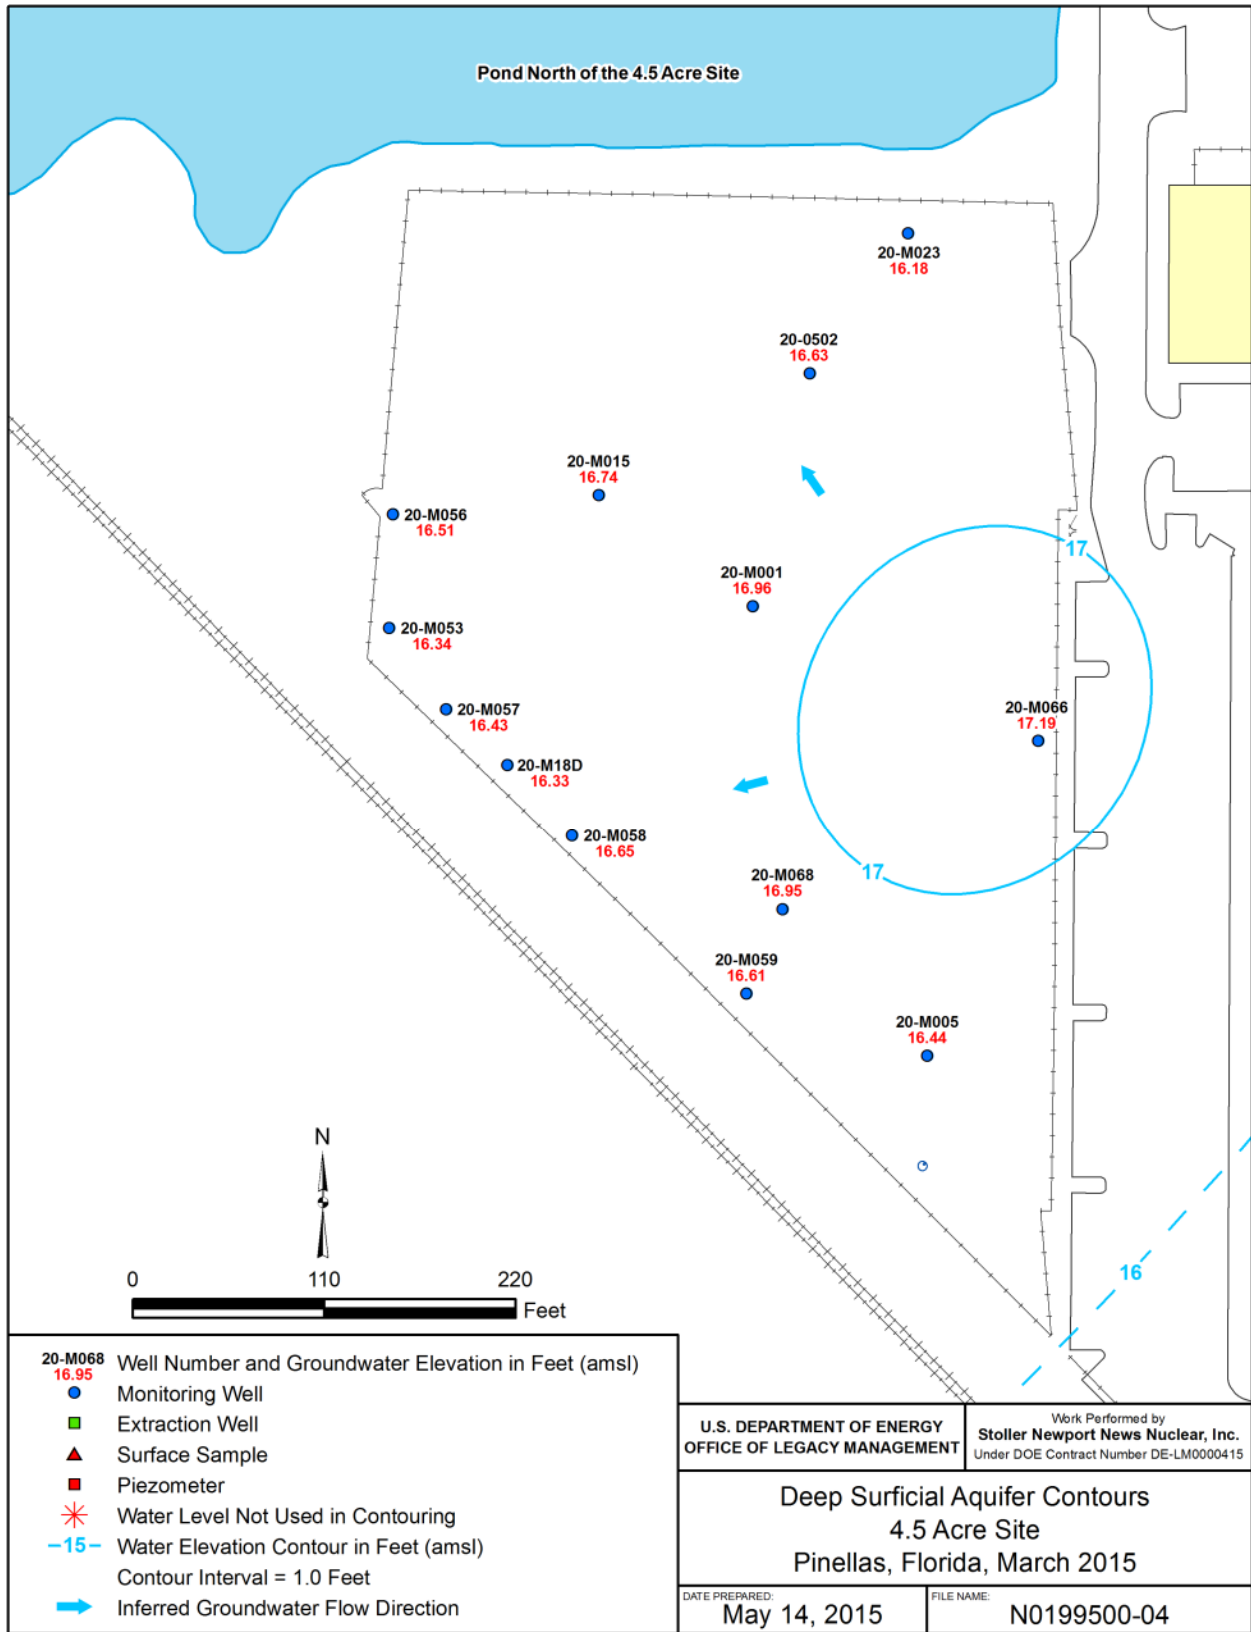 Pond North of the 4.5 Acre Site
20-M023
16.18
20-0502
16.63
20-M015
16.74
20-M056
16.51
17
20-M001
16.96
20-M053
16.34
20-M066
17.19
20-M057
16.43
20-M18D
16.33
20-M058
16.65
17
20-M068
16.95
20-M059
16.61
20-M005
16.44
16
N
0 110 220
Feet
20-M068
16.95
Well Number and Groundwater Elevation in Feet (amsl)
Monitoring Well
Extraction Well
Surface Sample
Piezometer
Water Level Not Used in Contouring
15
Water Elevation Contour in Feet (amsl)
Contour Interval = 1.0 Feet
Inferred Groundwater Flow Direction
U.S. DEPARTMENT OF ENERGY
OFFICE OF LEGACY MANAGEMENT
Work Performed by
Stoller Newport News Nuclear, Inc.
Under DOE Contract Number DE-LM0000415
Deep Surficial Aquifer Contours
4.5 Acre Site
Pinellas, Florida, March 2015
DATE PREPARED:
May 14, 2015
FILE NAME:
N0199500-04